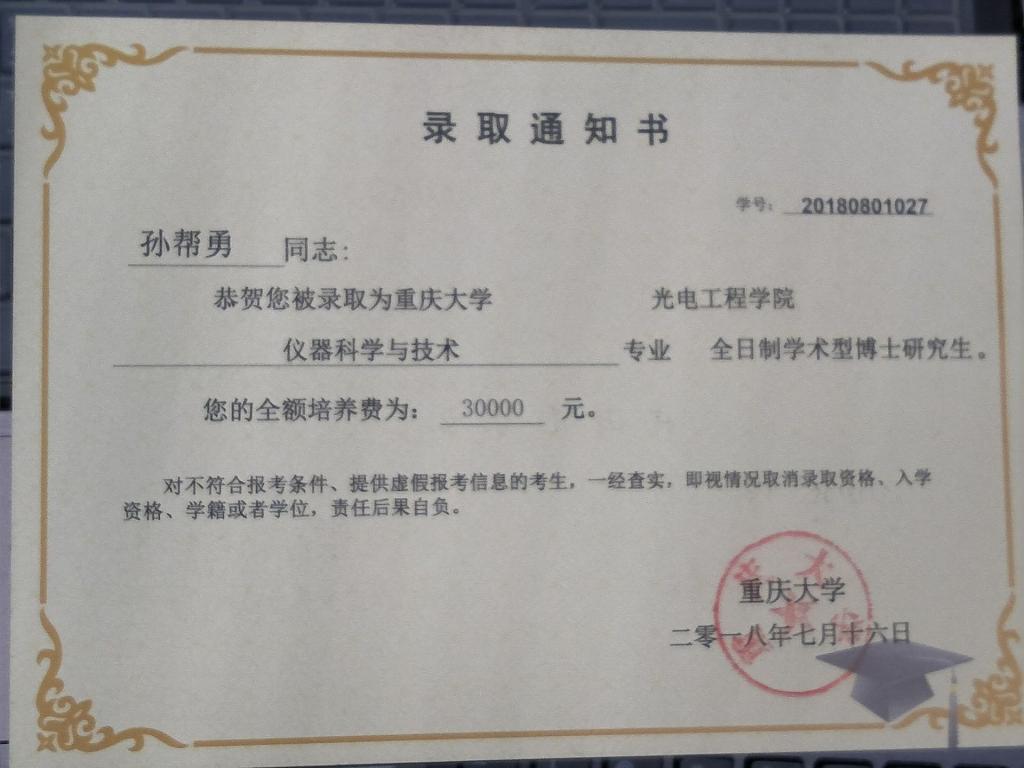 录取通知书
学号： 20180801027
孙帮勇 同志:
恭贺您被录取为重庆大学 光电工程学院
仪器科学与技术 专业 全日制学术型博士研究生。
您的全额培养费为： 30000 元。
对不符合报考条件、提供虚假报考信息的考生，一经查实，即视情况取消录取资格、入学
资格、学籍或者学位，责任后果自负。
重庆大学
二零一八年七月十六日